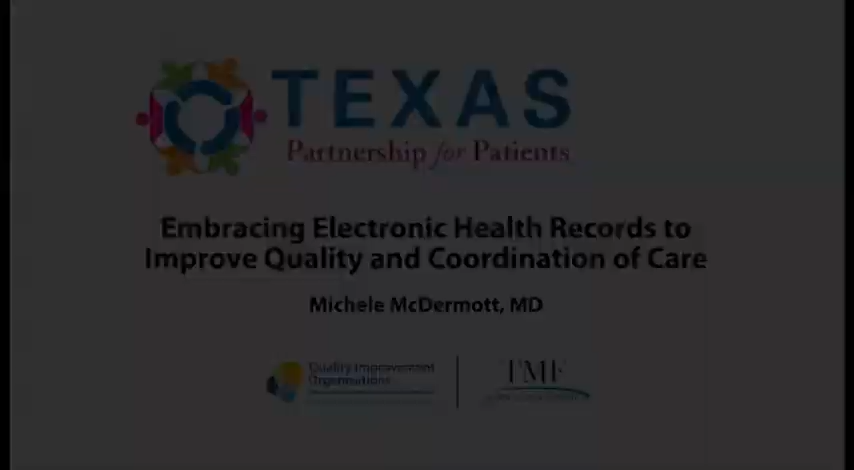 TEXAS
Partnership for Patients
Embracing Electronic Health Records to
Improve Quality and Coordination of Care
Michele McDermott, MD
Quality Improvement
Organizations
TMF